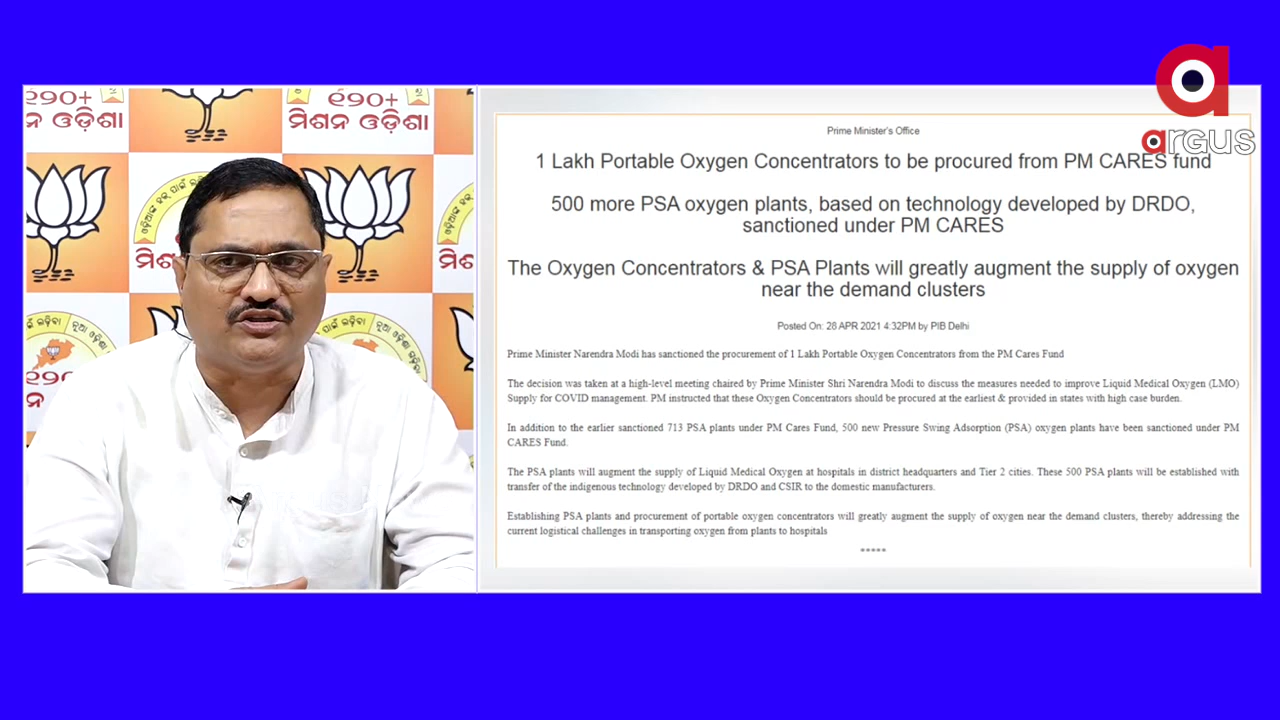 ୧୨୦+
୧୨୦+
ନ ଓଡ଼ିଶା
ମିଶନ ଓଡ଼ିଶା
ମିଶ
ମିଶ
୧୨୦
ନ
argus
Prime Minister's Office
1 Lakh Portable Oxygen Concentrators to be procured from PM CARES fund
500 more PSA oxygen plants, based on technology developed by DRDO,
sanctioned under PM CARES
The Oxygen Concentrators & PSA Plants will greatly augment the supply of oxygen
near the demand clusters
Posted On: 28 APR 2021 4:32PM by PIB Delhi
Prime Minister Narendra Modi has sanctioned the procurement of 1 Lakh Portable Oxygen Concentrators from the PM Cares Fund
The decision was taken at a high-level meeting chaired by Prime Minister Shri Narendra Modi to discuss the measures needed to improve Liquid Medical Oxygen (LMO)
Supply for COVID management. PM instructed that these Oxygen Concentrators should be procured at the earliest & provided in states with high case burden.
In addition to the earlier sanctioned 713 PSA plants under PM Cares Fund, 500 new Pressure Swing Adsorption (PSA) oxygen plants have been sanctioned under PM
CARES Fund.
The PSA plants will augment the supply of Liquid Medical Oxygen at hospitals in district headquarters and Tier 2 cities. These 500 PSA plants will be established with
transfer of the indigenous technology developed by DRDO and CSIR to the domestic manufacturers.
Establishing PSA plants and procurement of portable oxygen concentrators will greatly augment the supply of oxygen near the demand clusters, thereby addressing the
current logistical challenges in transporting oxygen from plants to hospitals
*****